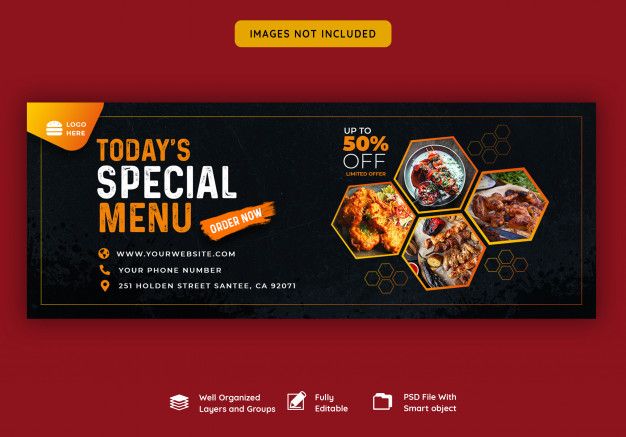 IMAGES NOT INCLUDED
LOGO
HERE
TODAY'S
SPECIAL
MENU
ORDER NOW
WWW.YOURWEBSITE.COM
YOUR PHONE NUMBER
251 HOLDEN STREET SANTEE, CA 92071
UP TO
50%
OFF
LIMITED OFFER
Well Organized
Layers and Groups
Fully
Editable
PSD File With
Smart object